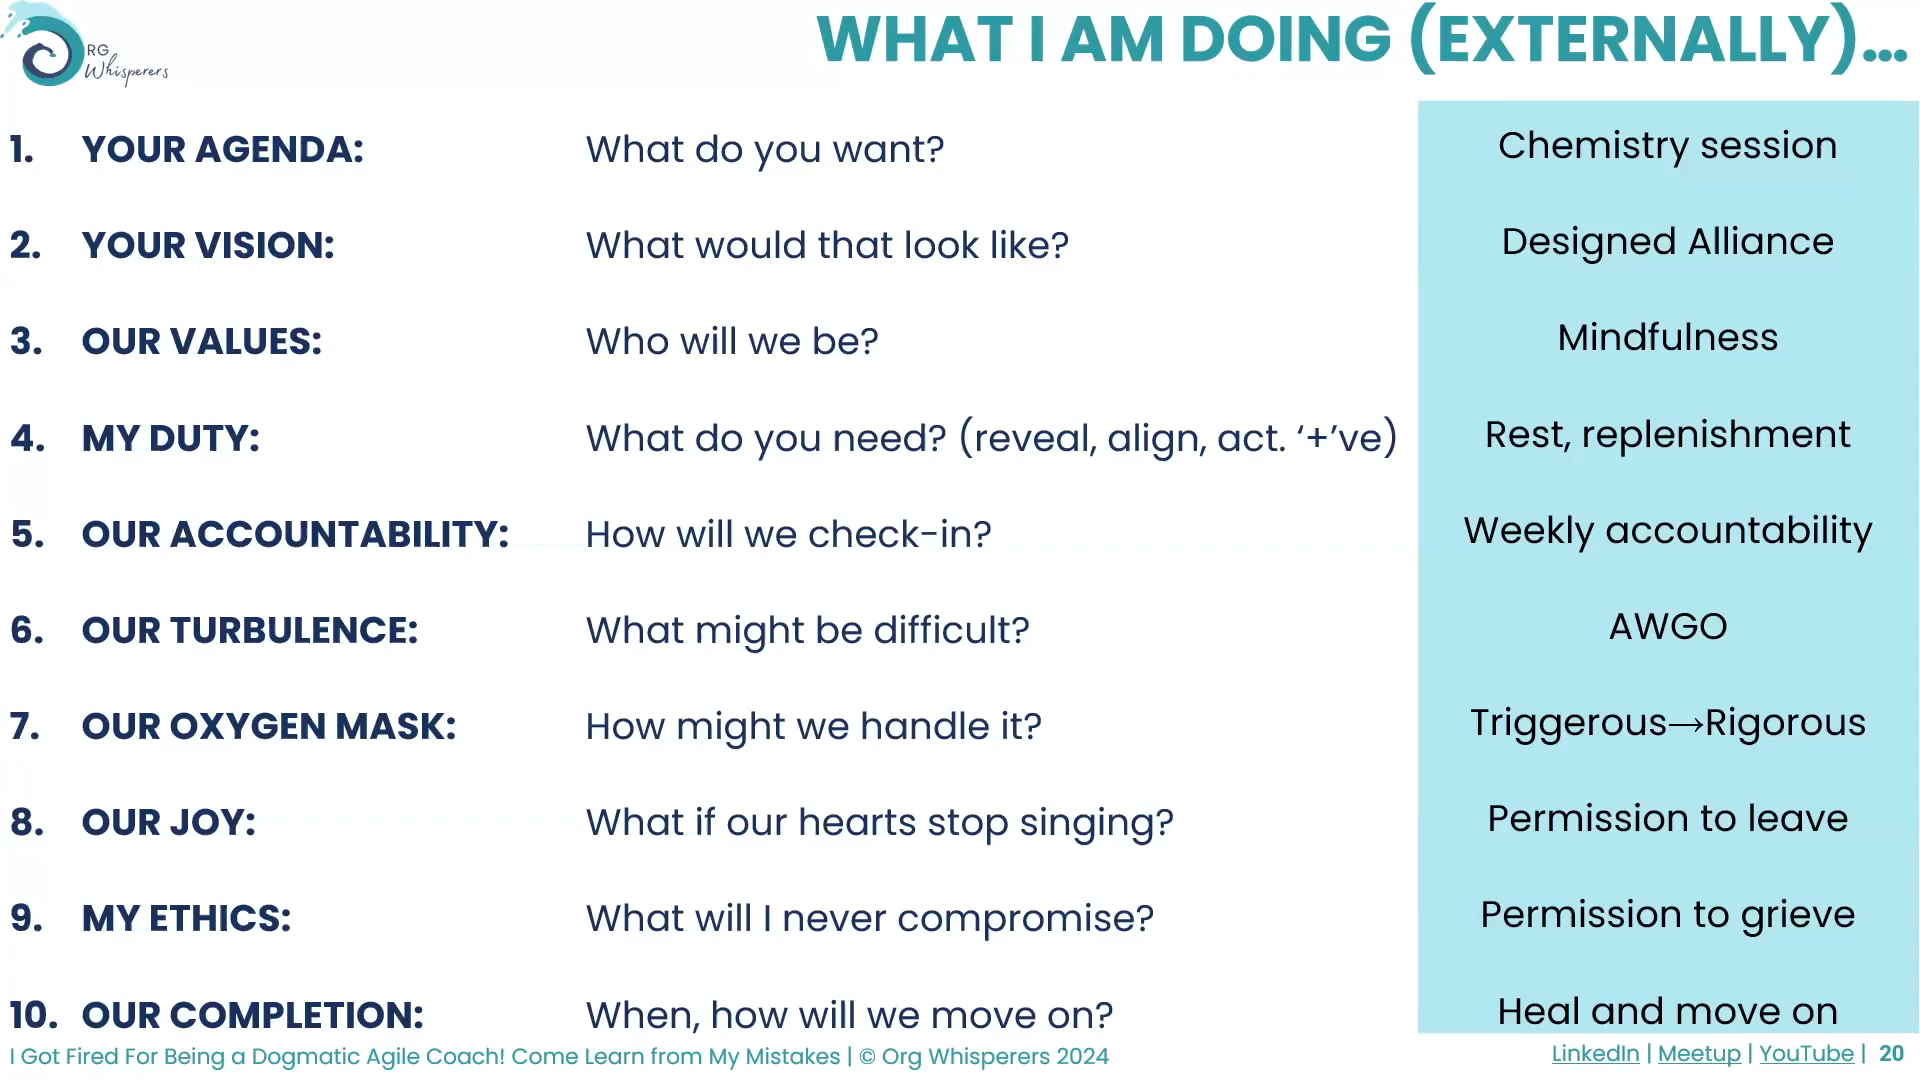 RG
Whisperers
WHAT I AM DOING (EXTERNALLY)...
1. YOUR AGENDA: What do you want? Chemistry session
2. YOUR VISION: What would that look like? Designed Alliance
3. OUR VALUES: Who will we be? Mindfulness
4. MY DUTY: What do you need? (reveal, align, act. ‘+’ve) Rest, replenishment
5. OUR ACCOUNTABILITY: How will we check-in? Weekly accountability
6. OUR TURBULENCE: What might be difficult? AWGO
7. OUR OXYGEN MASK: How might we handle it? Triggerous→Rigorous
8. OUR JOY: What if our hearts stop singing? Permission to leave
9. MY ETHICS: What will I never compromise? Permission to grieve
10. OUR COMPLETION: When, how will we move on? Heal and move on
I Got Fired For Being a Dogmatic Agile Coach! Come Learn from My Mistakes | © Org Whisperers 2024 LinkedIn | Meetup | YouTube | 20